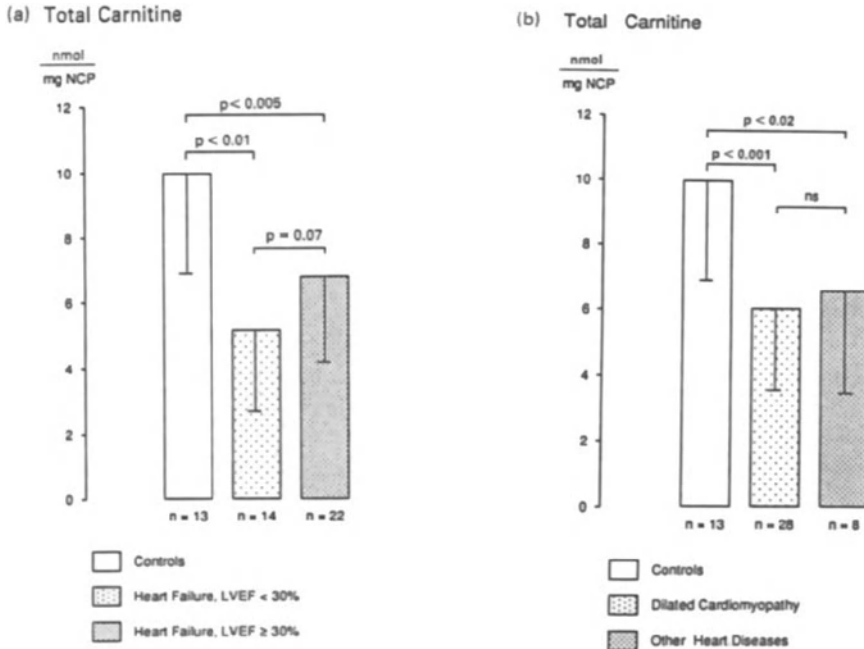 (a) Total Carnitine
nmol
mg NCP
12
10
8
6
4
2
0
p< 0.005
p < 0.01
p = 0.07
n = 13
n = 14
n = 22
Controls
Heart Failure, LVEF < 30%
Heart Failure, LVEF ≥ 30%
(b) Total Carnitine
nmol
mg NCP
12
10
8
6
4
2
0
p < 0.02
p < 0.001
ns
n = 13
n = 28
n = 8
Controls
Dilated Cardiomyopathy
Other Heart Diseases